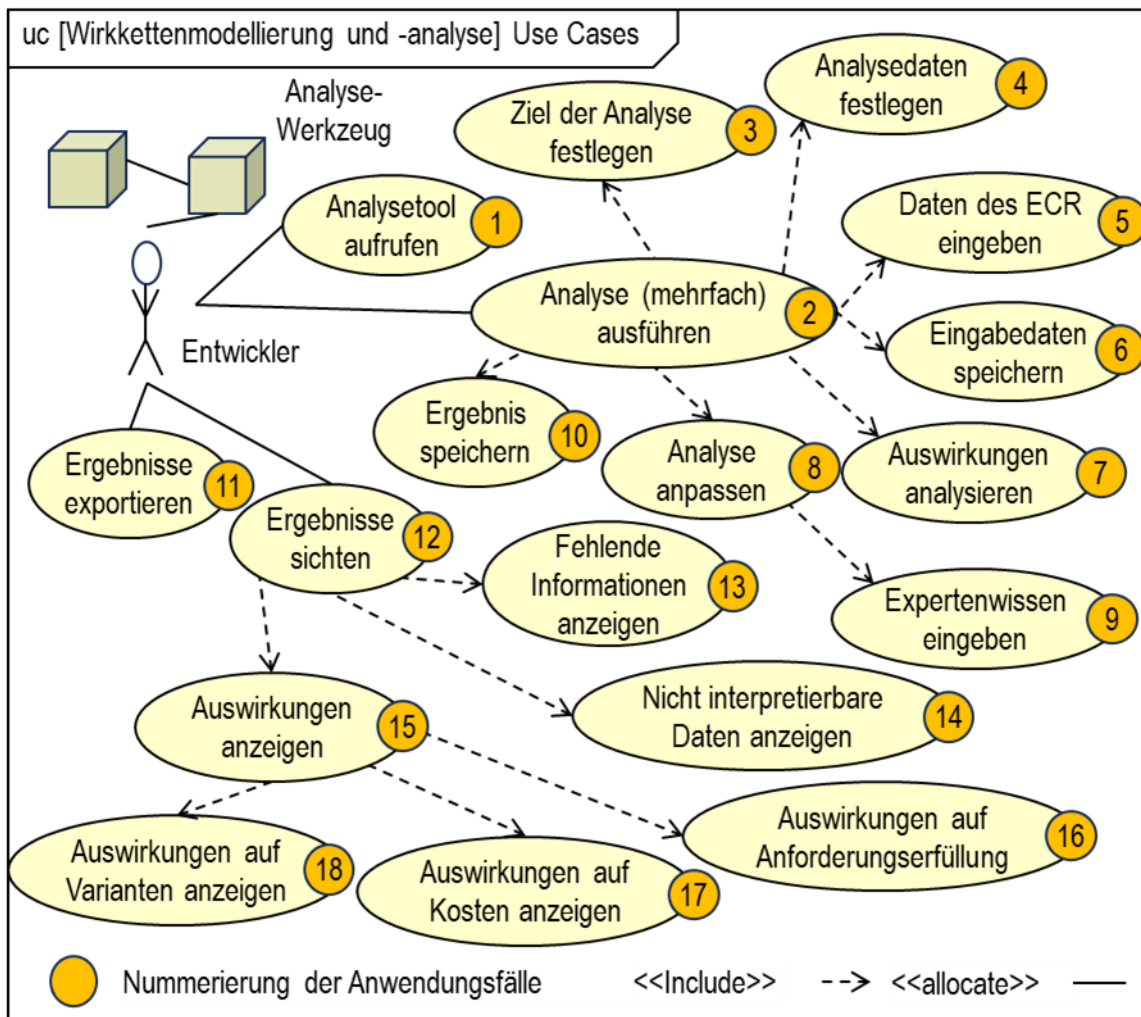 uc [Wirkkettenmodellierung und -analyse] Use Cases
Analyse-
Werkzeug
Ziel der Analyse
festlegen
3
Analysedaten
festlegen
4
Analysetool
aufrufen
1
Daten des ECR
eingeben
5
Analyse (mehrfach)
ausführen
2
Entwickler
Eingabedaten
speichern
6
Ergebnis
speichern
10
Analyse
anpassen
8
Auswirkungen
analysieren
7
Ergebnisse
exportieren
11
Ergebnisse
sichten
12
Fehlende
Informationen
anzeigen
13
Expertenwissen
eingeben
9
Auswirkungen
anzeigen
15
Nicht interpretierbare
Daten anzeigen
14
Auswirkungen auf
Anforderungserfüllung
16
Auswirkungen auf
Varianten anzeigen
18
Auswirkungen auf
Kosten anzeigen
17
Nummerierung der Anwendungsfälle
<<Include>>
<<allocate>>